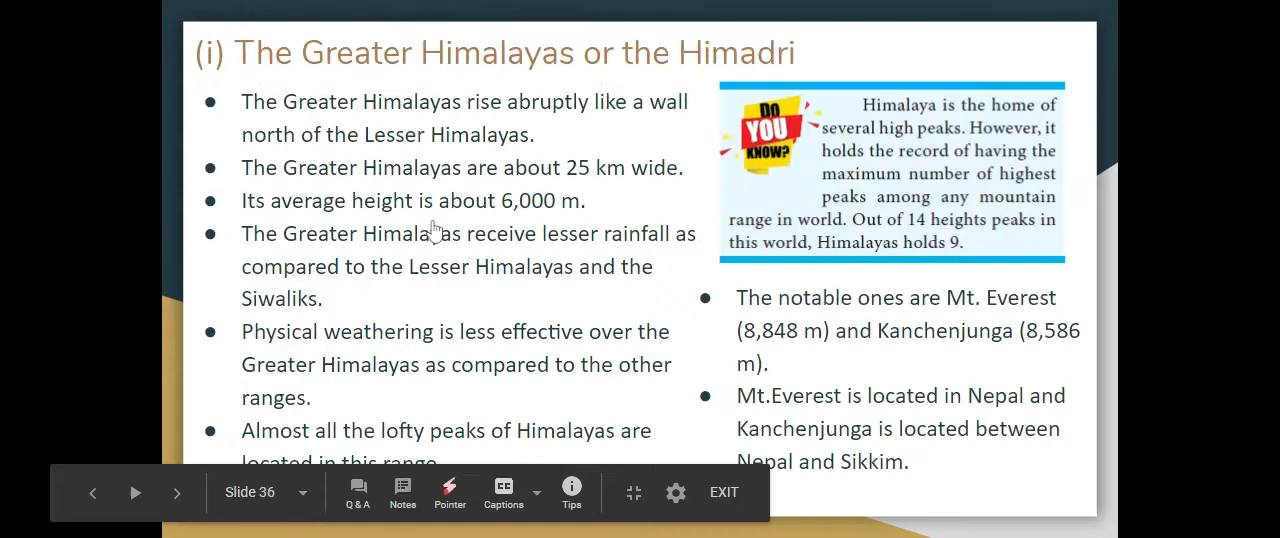 (i) The Greater Himalayas or the Himadri
● The Greater Himalayas rise abruptly like a wall
north of the Lesser Himalayas.
● The Greater Himalayas are about 25 km wide.
● Its average height is about 6,000 m.
● The Greater Himalayas receive lesser rainfall as
compared to the Lesser Himalayas and the
Siwaliks.
● Physical weathering is less effective over the
Greater Himalayas as compared to the other
ranges.
● Almost all the lofty peaks of Himalayas are
located in this range
DO
YOU
KNOW?
Himalaya is the home of
several high peaks. However, it
holds the record of having the
maximum number of highest
peaks among any mountain
range in world. Out of 14 heights peaks in
this world, Himalayas holds 9.
● The notable ones are Mt. Everest
(8,848 m) and Kanchenjunga (8,586
m).
● Mt.Everest is located in Nepal and
Kanchenjunga is located between
Nepal and Sikkim.
Slide 36
Q & A
Notes
Pointer
CC
Captions
Tips
EXIT